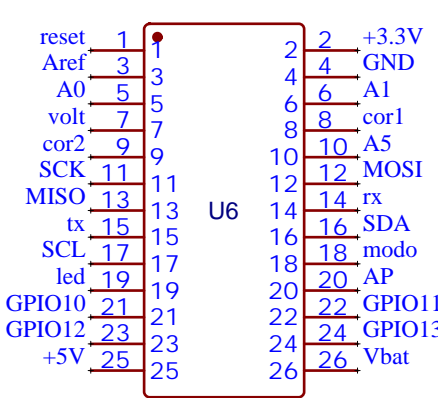 reset 1 1 2 2 +3.3V
Aref 3 3 4 4 GND
A0 5 5 6 6 A1
volt 7 7 8 8 cor1
cor2 9 9 10 10 A5
SCK 11 11 12 12 MOSI
MISO 13 13 U6 14 14 rx
tx 15 15 16 16 SDA
SCL 17 17 18 18 modo
led 19 19 20 20 AP
GPIO10 21 21 22 22 GPIO11
GPIO12 23 23 24 24 GPIO13
+5V 25 25 26 26 Vbat